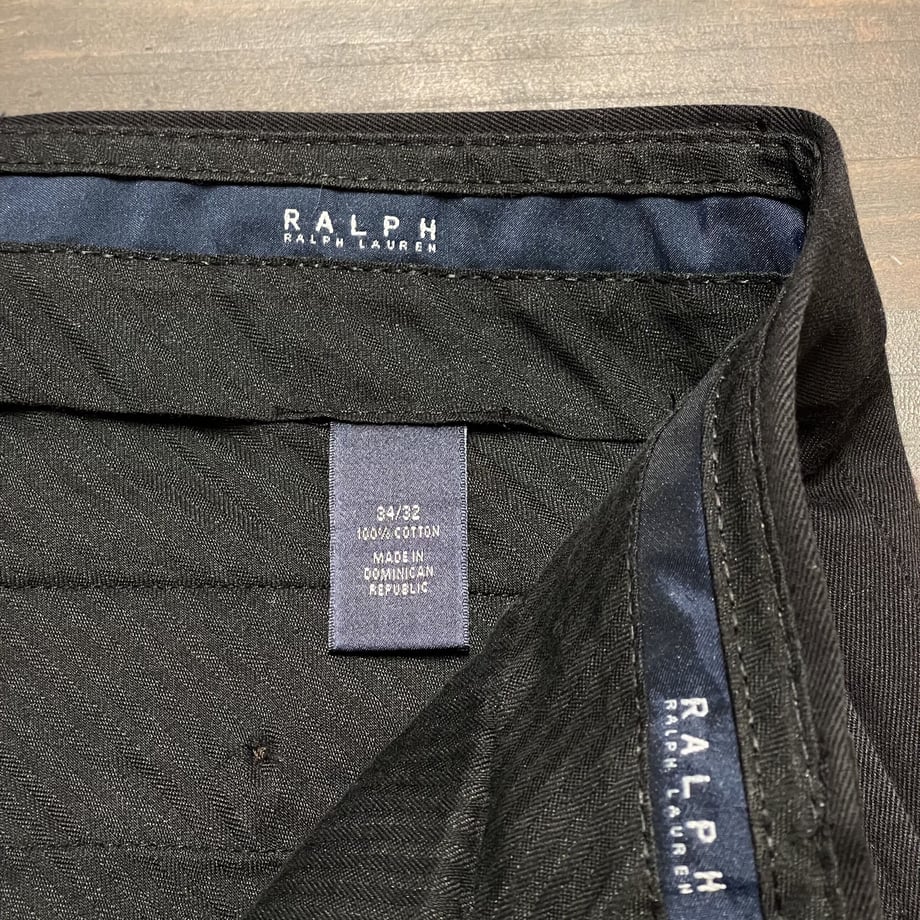 RALPH
RALPH LAUREN
34/32
100% COTTON
MADE IN
DOMINICAN
REPUBLIC
RALPH
RALPH LAUREN